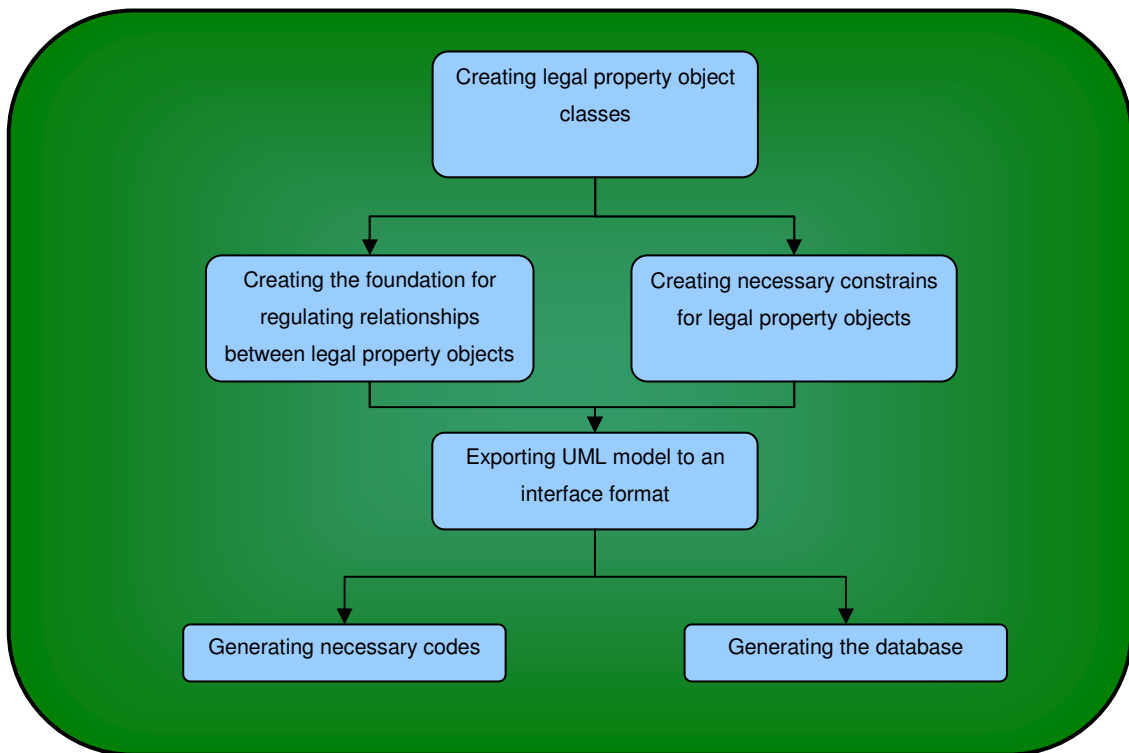 Creating legal property object
classes
Creating the foundation for
regulating relationships
between legal property objects
Creating necessary constrains
for legal property objects
Exporting UML model to an
interface format
Generating necessary codes
Generating the database